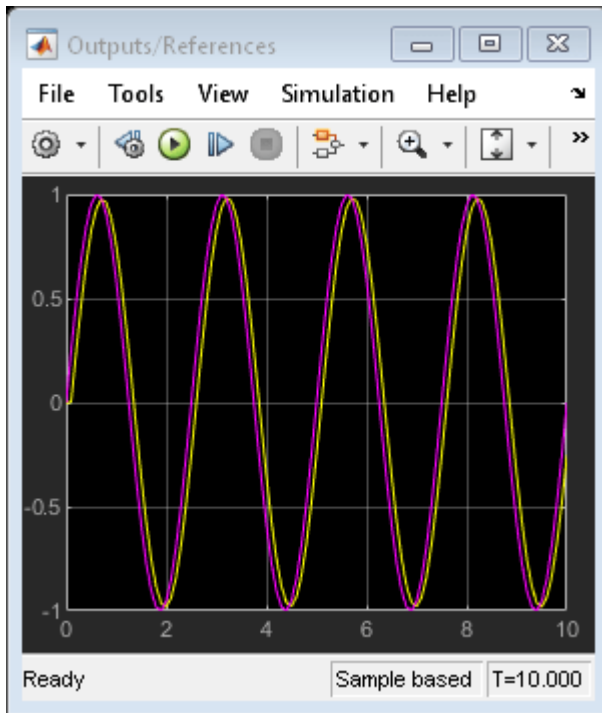 Outputs/References
File Tools View Simulation Help
1
0.5
0
-0.5
-1
0 2 4 6 8 10
Ready Sample based T=10.000